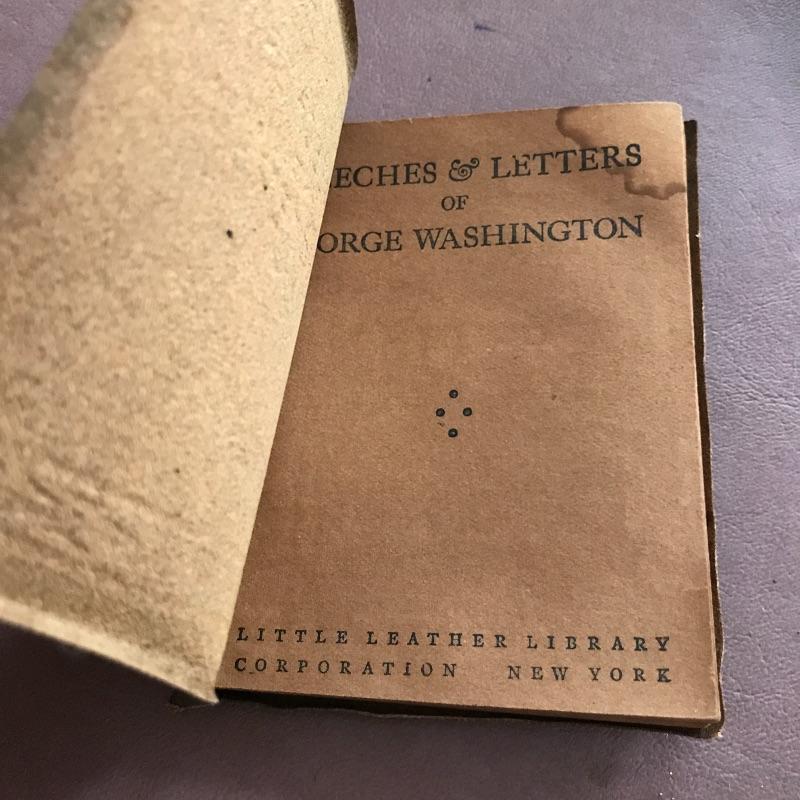 ECHES & LETTERS
OF
ORGE WASHINGTON
LITTLE LEATHER LIBRARY
CORPORATION NEW YORK